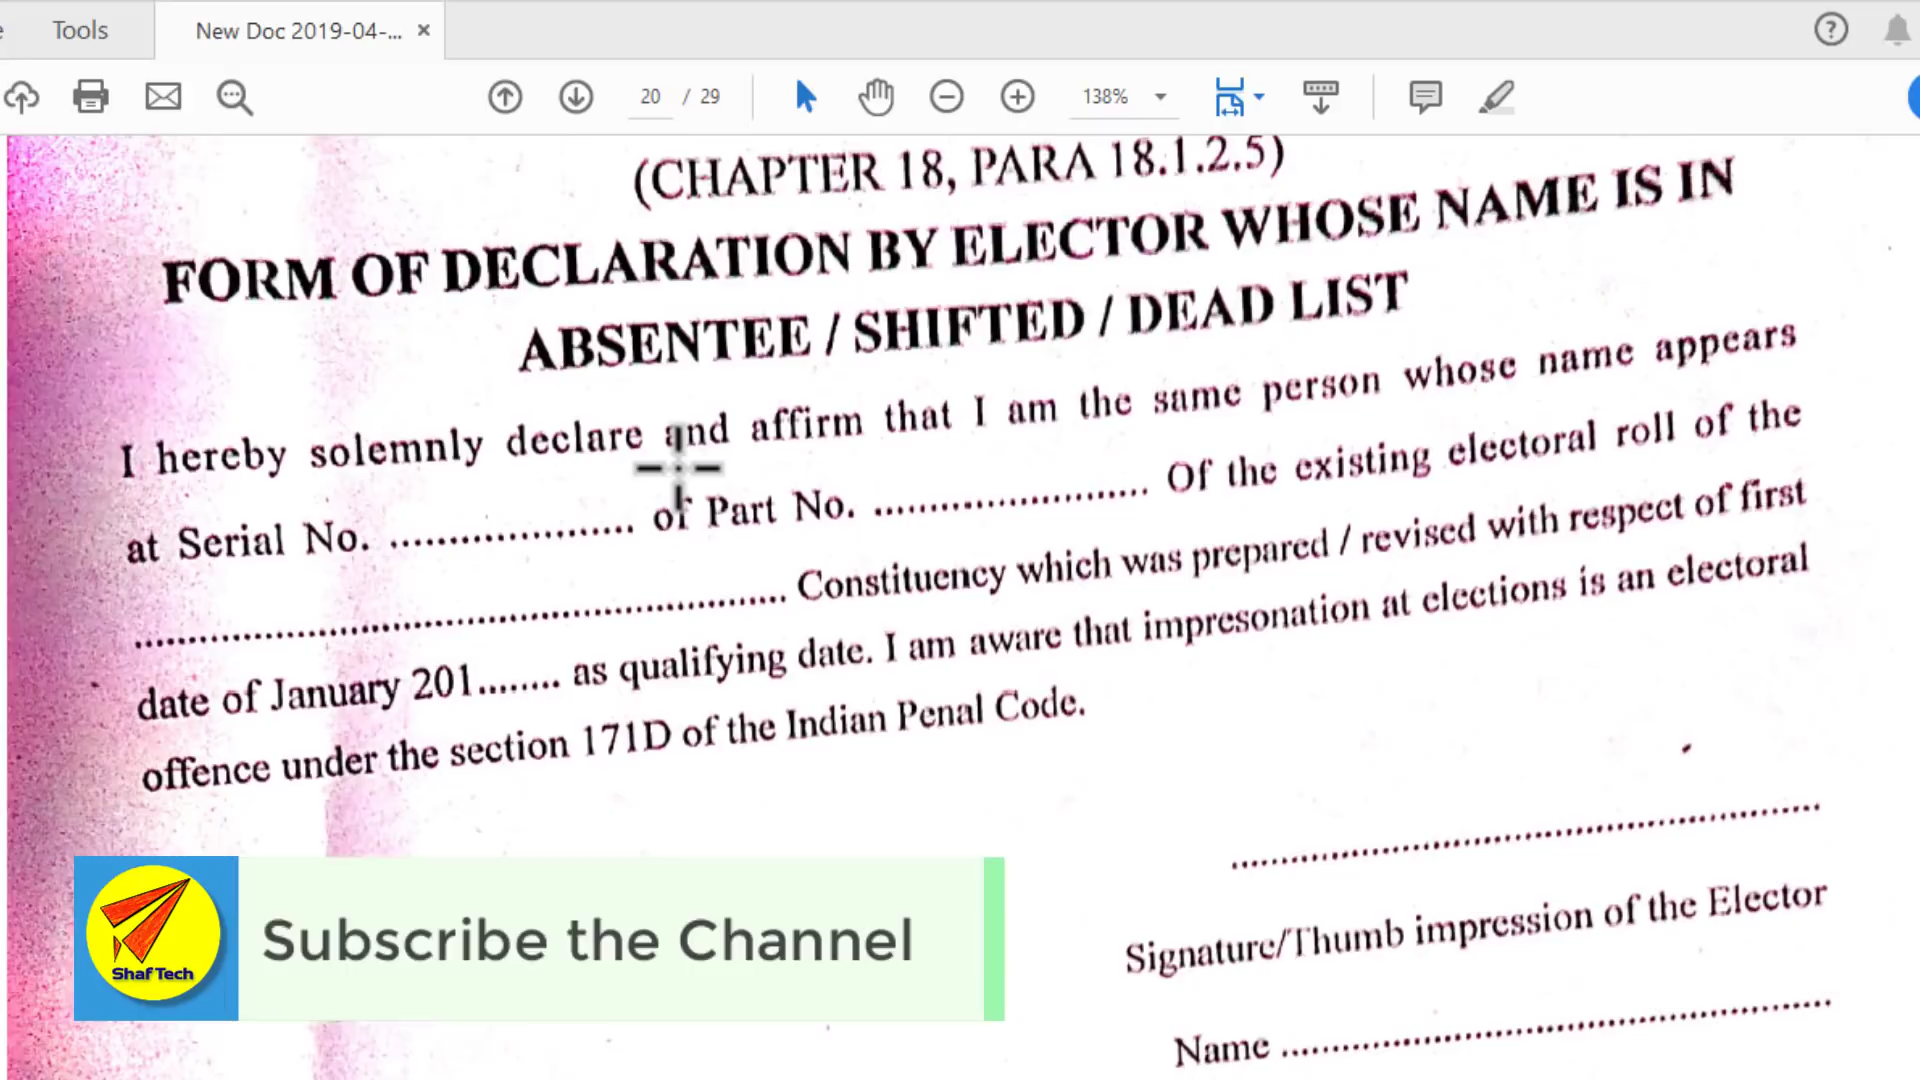 Tools
New Doc 2019-04-...
20 / 29
138%
(CHAPTER 18, PARA 18.1.2.5)
FORM OF DECLARATION BY ELECTOR WHOSE NAME IS IN
ABSENTEE / SHIFTED / DEAD LIST
I hereby solemnly declare and affirm that I am the same person whose name appears
at Serial No. ..................... of Part No. ........................ Of the existing electoral roll of the
............................................................. Constituency which was prepared / revised with respect of first
date of January 201........ as qualifying date. I am aware that impresonation at elections is an electoral
offence under the section 171D of the Indian Penal Code.
............................................................
Signature/Thumb impression of the Elector
Name ........................................................
Shaf Tech
Subscribe the Channel